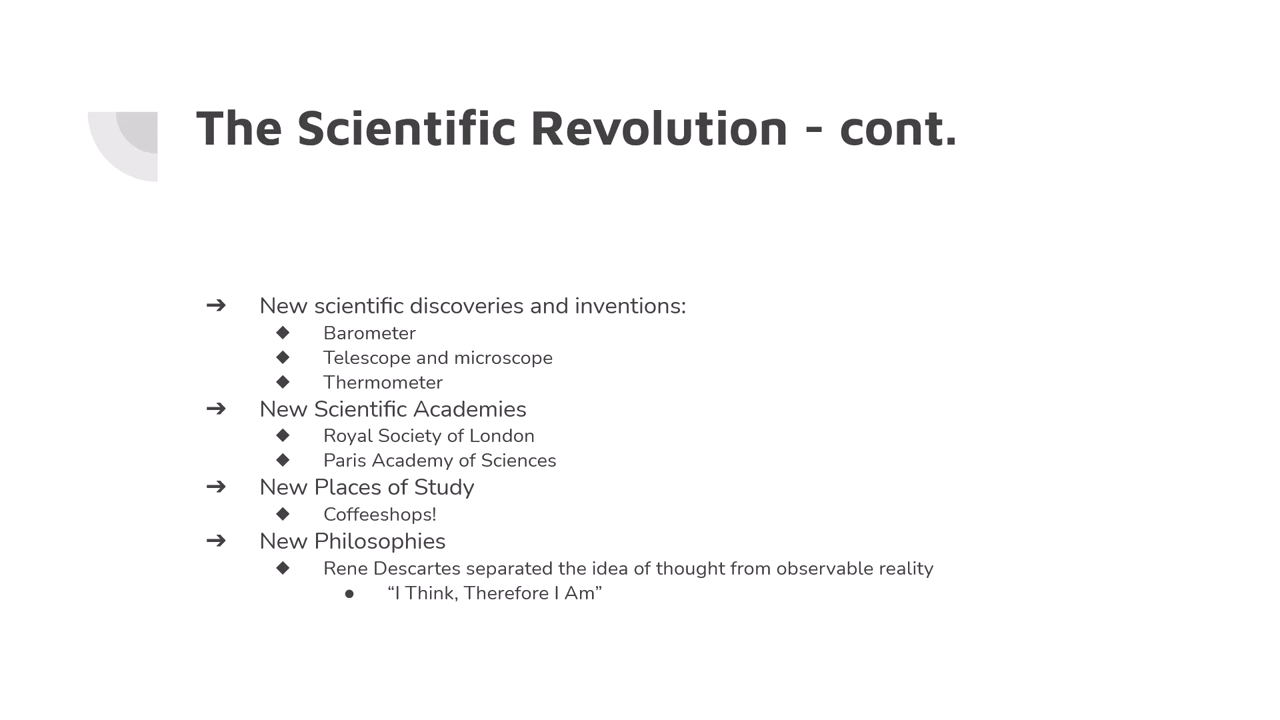 The Scientific Revolution - cont.
➔ New scientific discoveries and inventions:
◆ Barometer
◆ Telescope and microscope
◆ Thermometer
➔ New Scientific Academies
◆ Royal Society of London
◆ Paris Academy of Sciences
➔ New Places of Study
◆ Coffeeshops!
➔ New Philosophies
◆ Rene Descartes separated the idea of thought from observable reality
● “I Think, Therefore I Am”